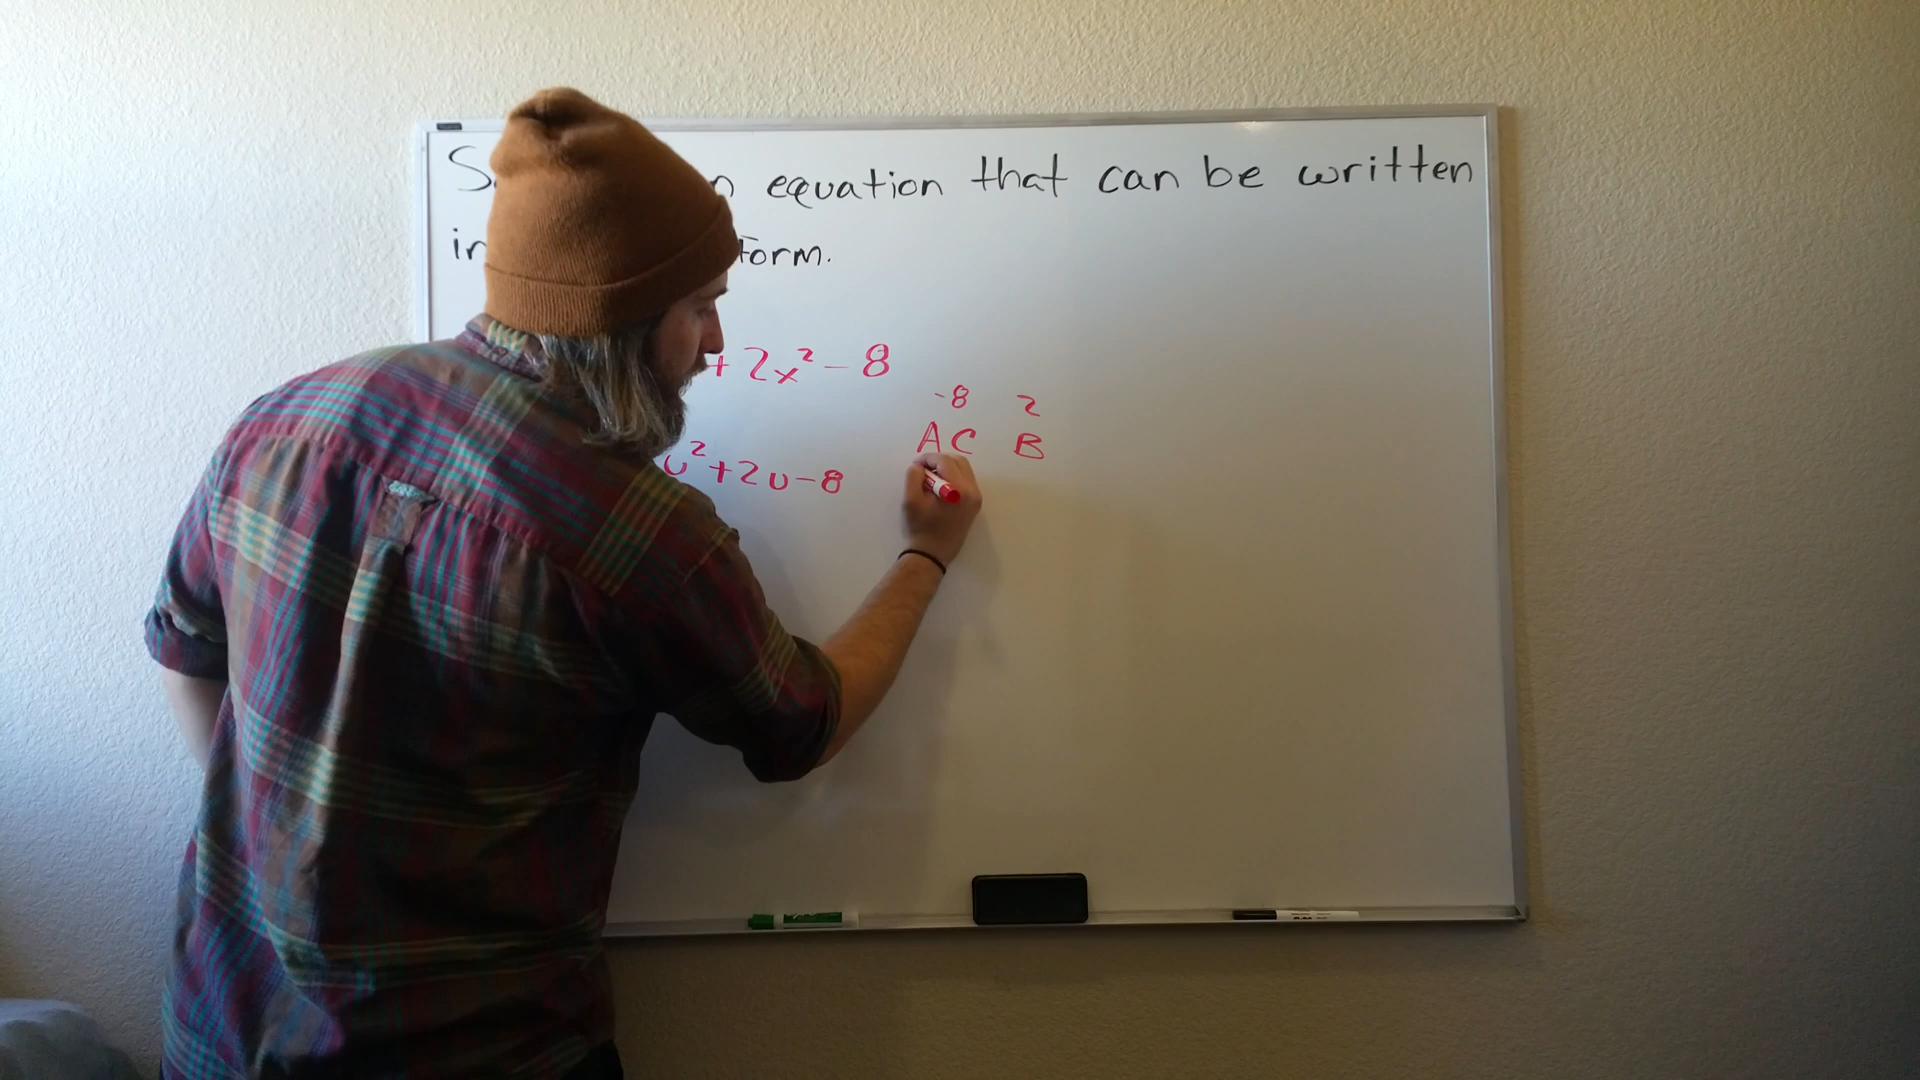 equation that can be written
form.
+ 2x² - 8
-8 2
AC B
u² + 2u - 8